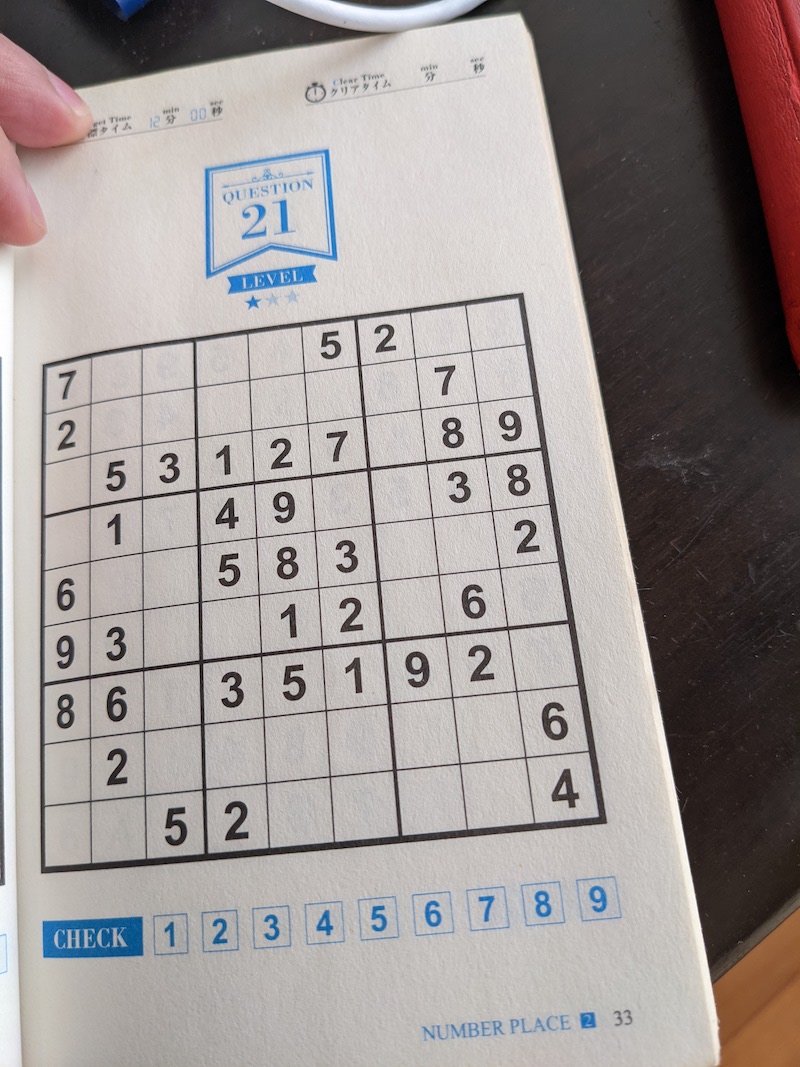 get Time
標タイム
12
min
分
00
sec
秒
Clear Time
クリアタイム
min
分
sec
秒
QUESTION
21
LEVEL
7 5 2
2 7
5 3 1 2 7 8 9
1 4 9 3 8
6 5 8 3 2
9 3 1 2 6
8 6 3 5 1 9 2
2 6
5 2 4
CHECK 1 2 3 4 5 6 7 8 9
NUMBER PLACE 2 33